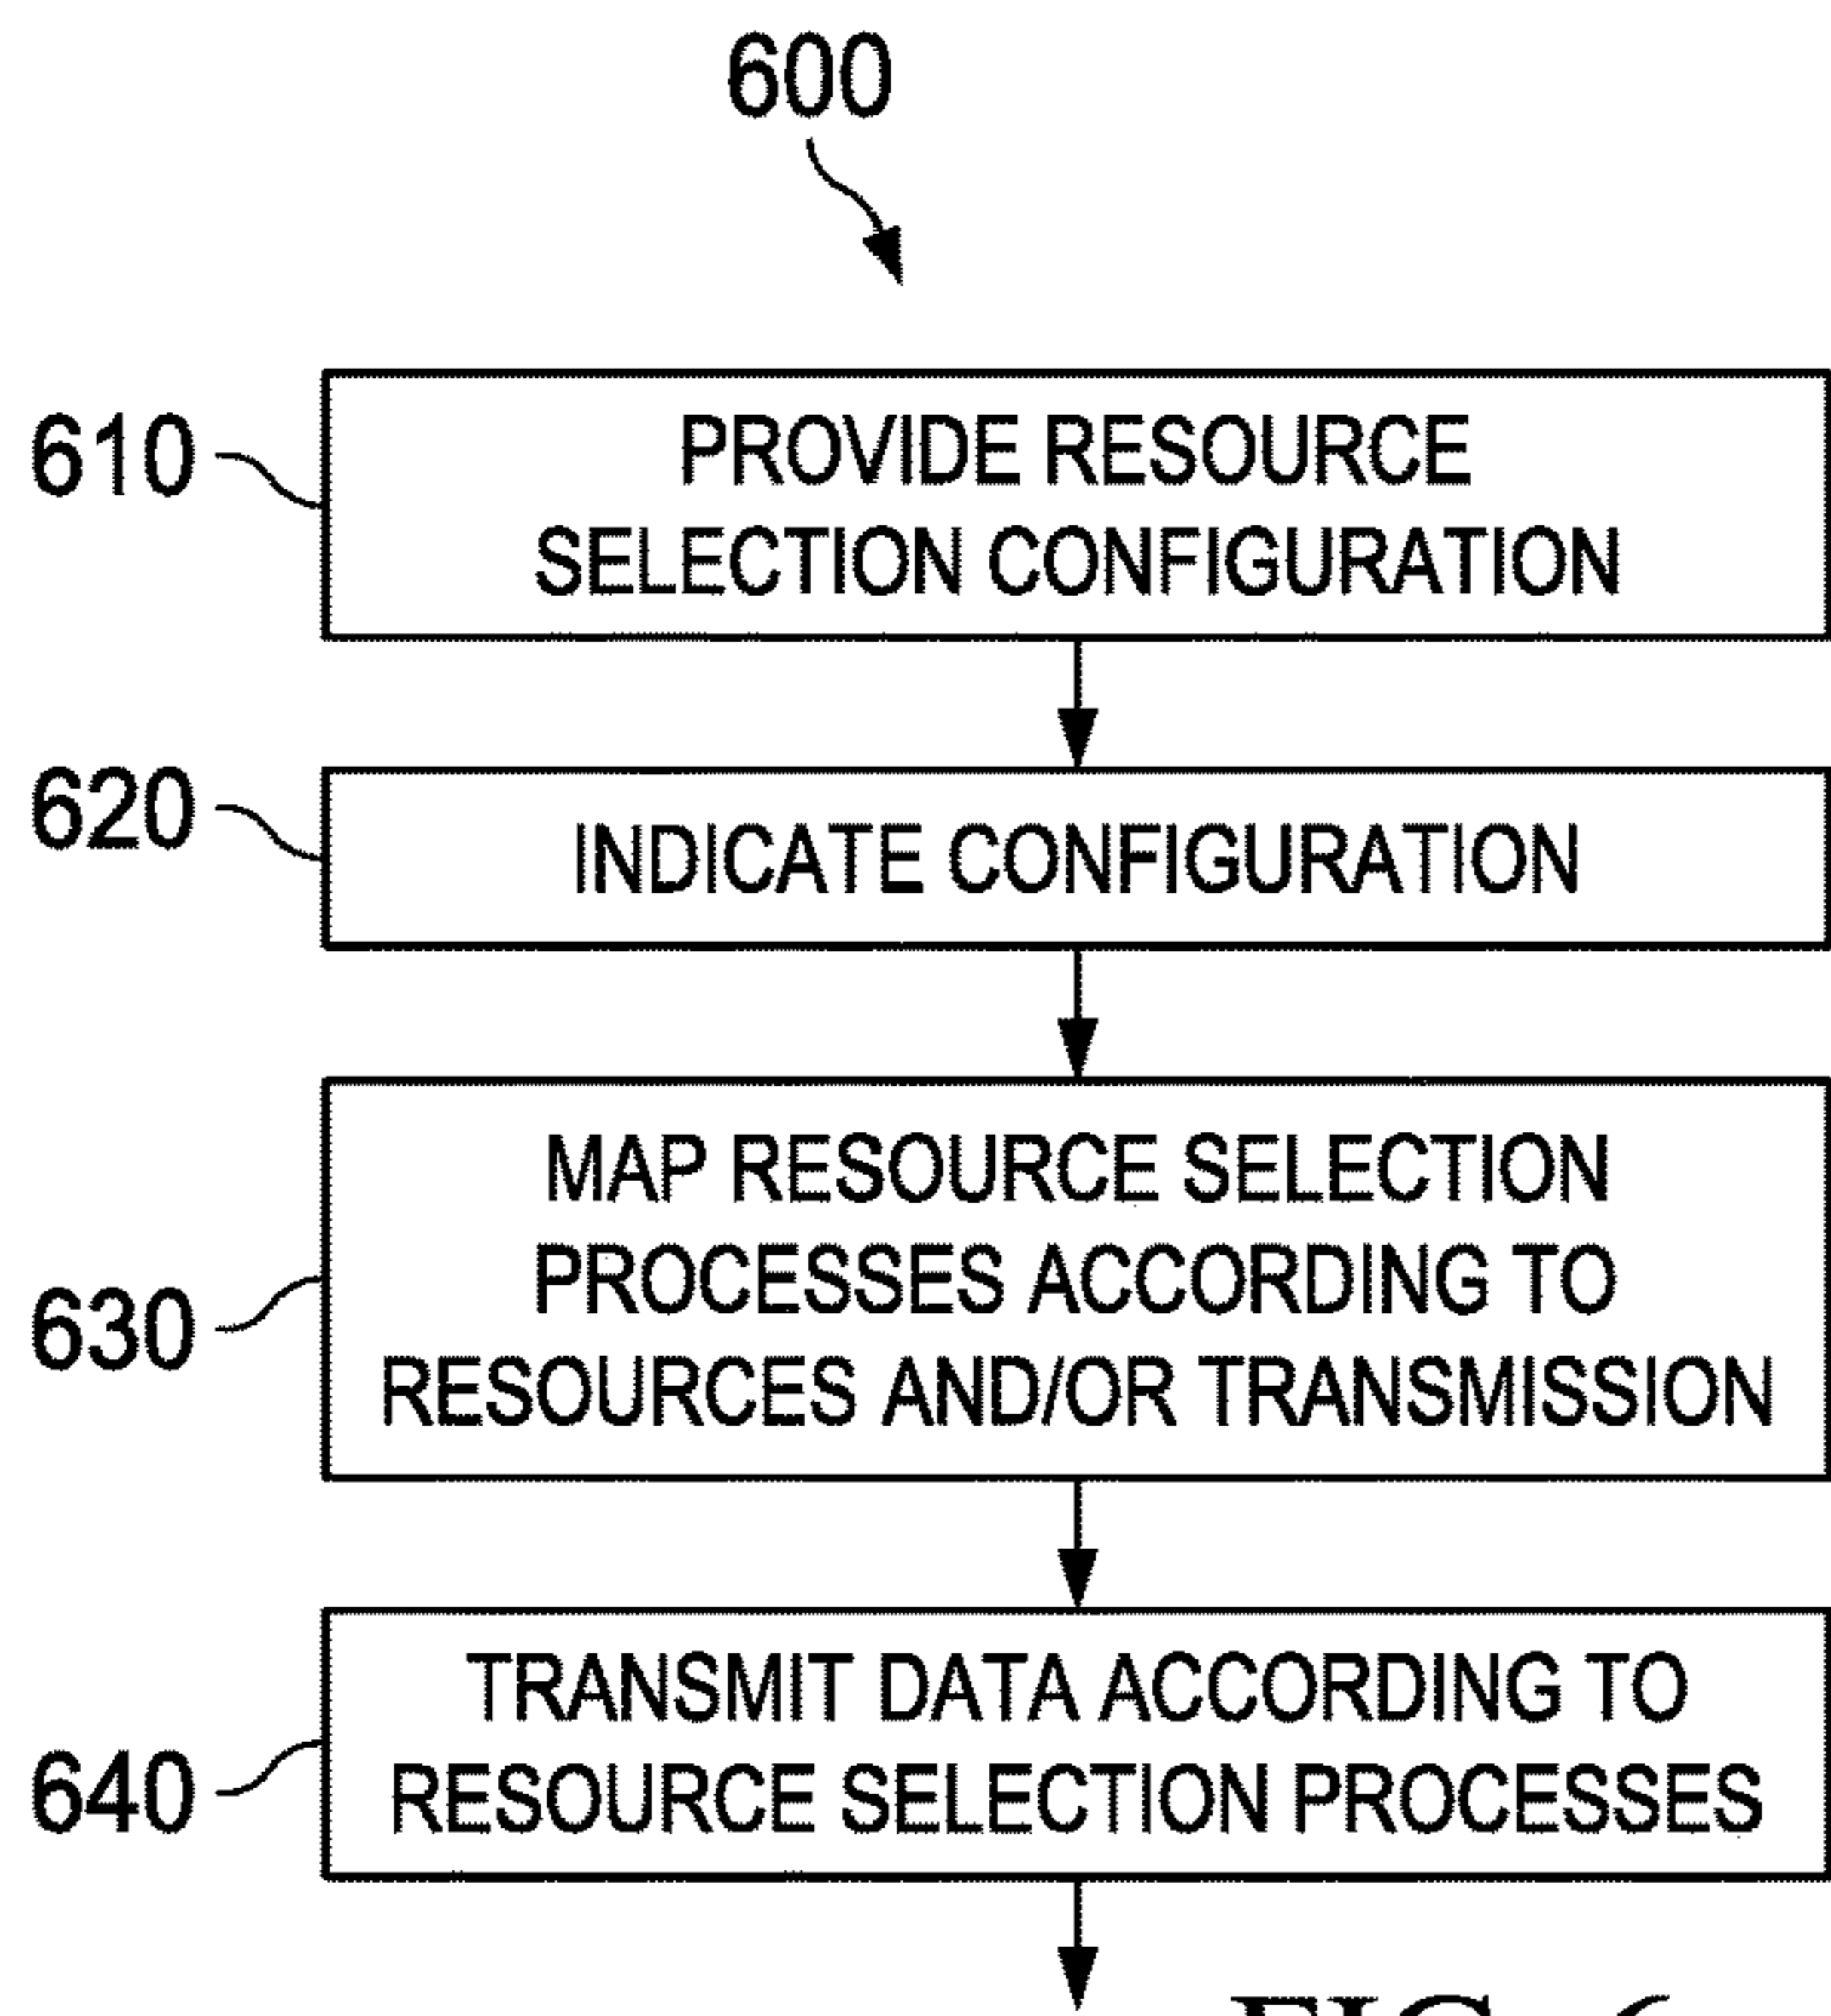 600
610
PROVIDE RESOURCE
SELECTION CONFIGURATION
620
INDICATE CONFIGURATION
630
MAP RESOURCE SELECTION
PROCESSES ACCORDING TO
RESOURCES AND/OR TRANSMISSION
640
TRANSMIT DATA ACCORDING TO
RESOURCE SELECTION PROCESSES